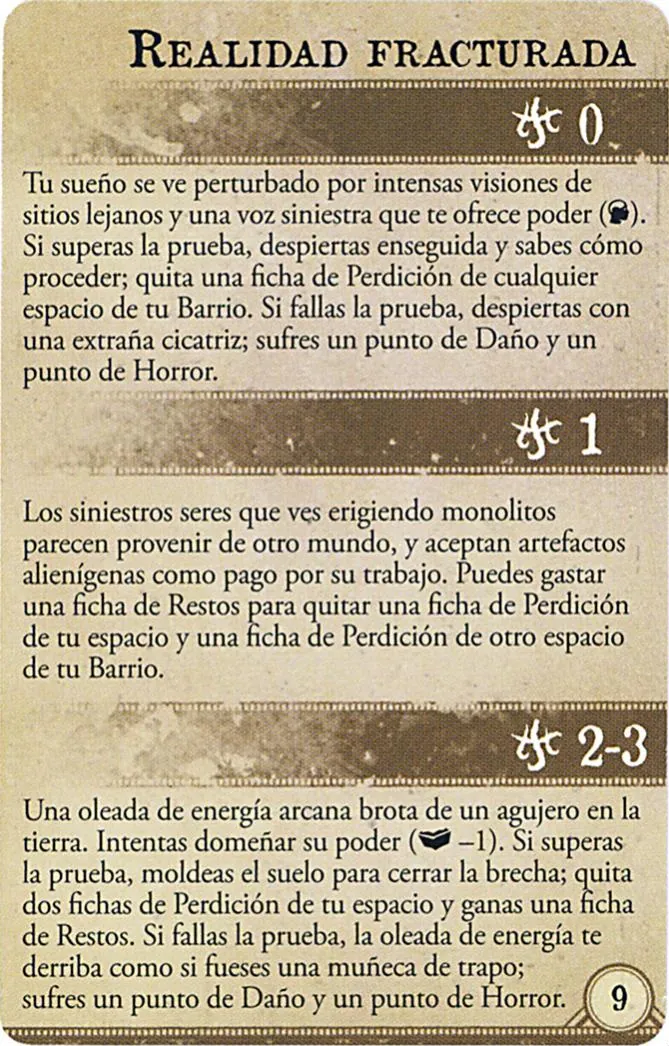 REALIDAD FRACTURADA
0
Tu sueño se ve perturbado por intensas visiones de
sitios lejanos y una voz siniestra que te ofrece poder ( ).
Si superas la prueba, despiertas enseguida y sabes cómo
proceder; quita una ficha de Perdición de cualquier
espacio de tu Barrio. Si fallas la prueba, despiertas con
una extraña cicatriz; sufres un punto de Daño y un
punto de Horror.
1
Los siniestros seres que ves erigiendo monolitos
parecen provenir de otro mundo, y aceptan artefactos
alienígenas como pago por su trabajo. Puedes gastar
una ficha de Restos para quitar una ficha de Perdición
de tu espacio y una ficha de Perdición de otro espacio
de tu Barrio.
2-3
Una oleada de energía arcana brota de un agujero en la
tierra. Intentas domeñar su poder ( –1). Si superas
la prueba, moldeas el suelo para cerrar la brecha; quita
dos fichas de Perdición de tu espacio y ganas una ficha
de Restos. Si fallas la prueba, la oleada de energía te
derriba como si fueses una muñeca de trapo;
sufres un punto de Daño y un punto de Horror.
9